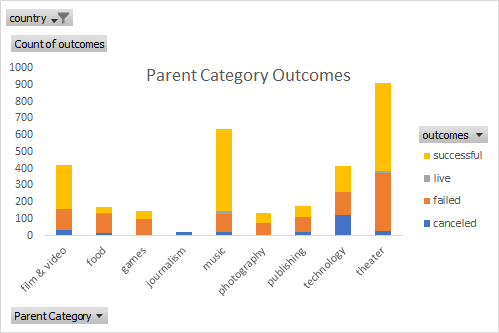 country
Count of outcomes
Parent Category Outcomes
1000
900
800
700
600
500
400
300
200
100
0
film & video
food
games
journalism
music
photography
publishing
technology
theater
outcomes
successful
live
failed
canceled
Parent Category